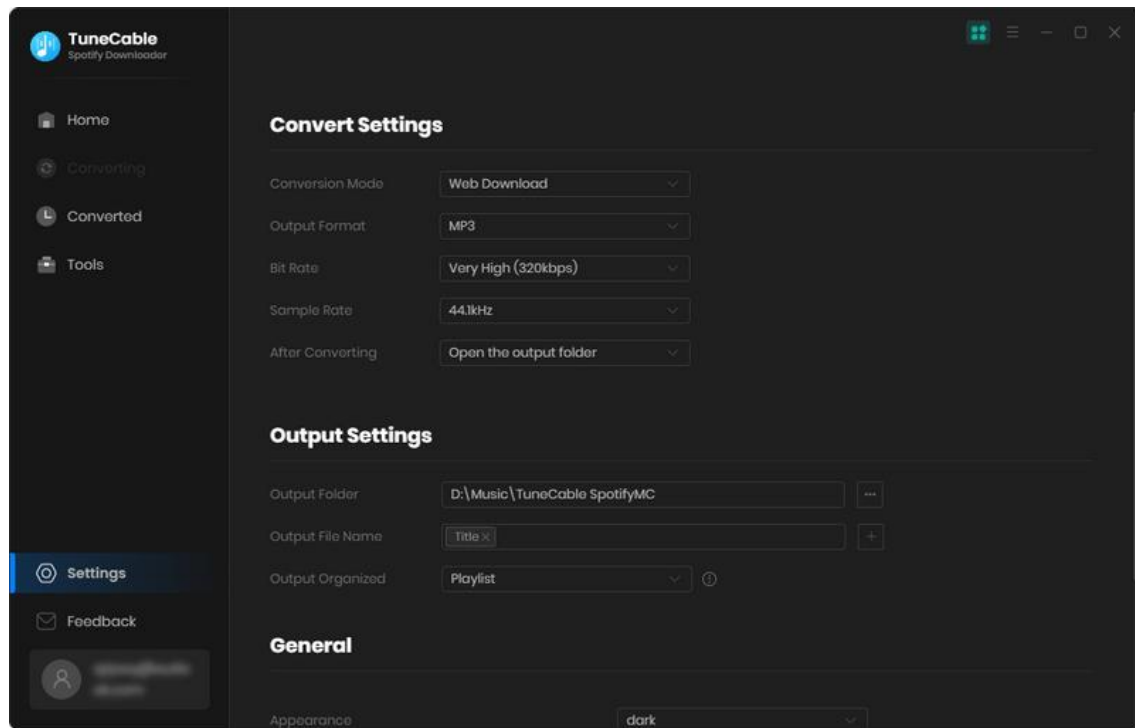 TuneCable
Spotify Downloader
Home
Converting
Converted
Tools
Settings
Feedback
Convert Settings
Conversion Mode Web Download
Output Format MP3
Bit Rate Very High (320kbps)
Sample Rate 44.1kHz
After Converting Open the output folder
Output Settings
Output Folder D:\Music\TuneCable SpotifyMC
Output File Name Title
Output Organized Playlist
General
Appearance dark